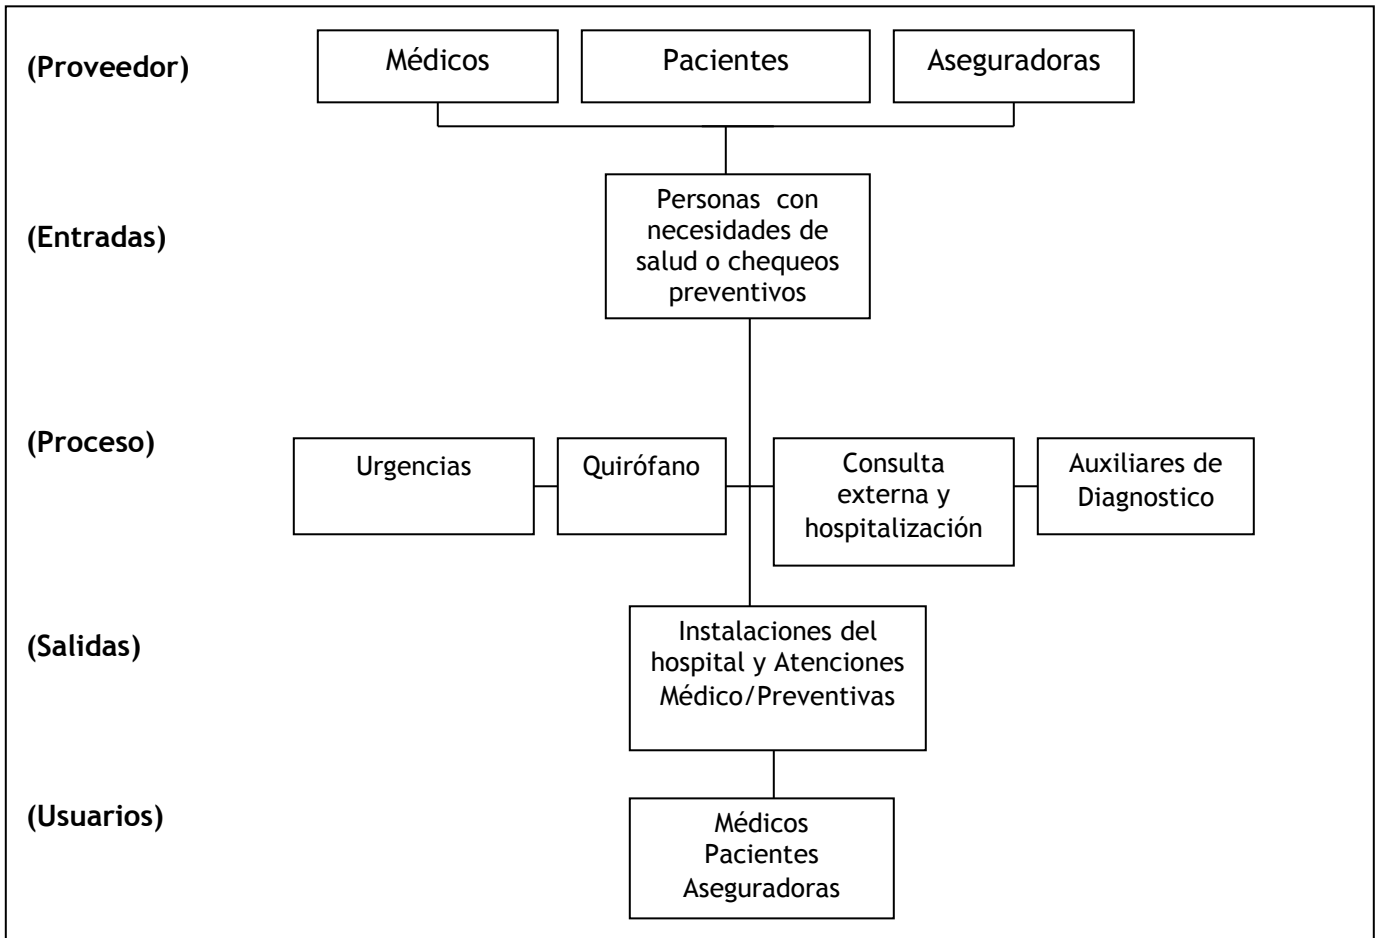 (Proveedor)
Médicos
Pacientes
Aseguradoras
(Entradas)
Personas con
necesidades de
salud o chequeos
preventivos
(Proceso)
Urgencias
Quirófano
Consulta
externa y
hospitalización
Auxiliares de
Diagnostico
(Salidas)
Instalaciones del
hospital y Atenciones
Médico/Preventivas
(Usuarios)
Médicos
Pacientes
Aseguradoras